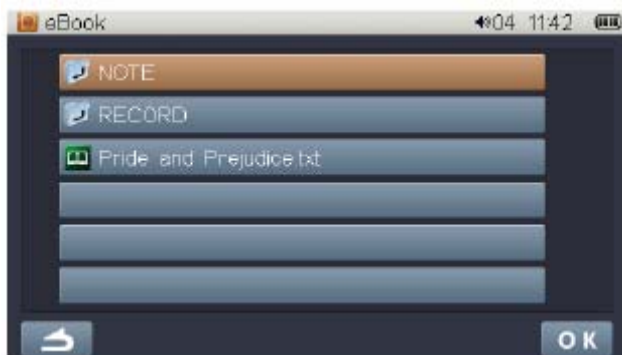 eBook 04 11:42
NOTE
RECORD
Pride and Prejudice.txt
OK